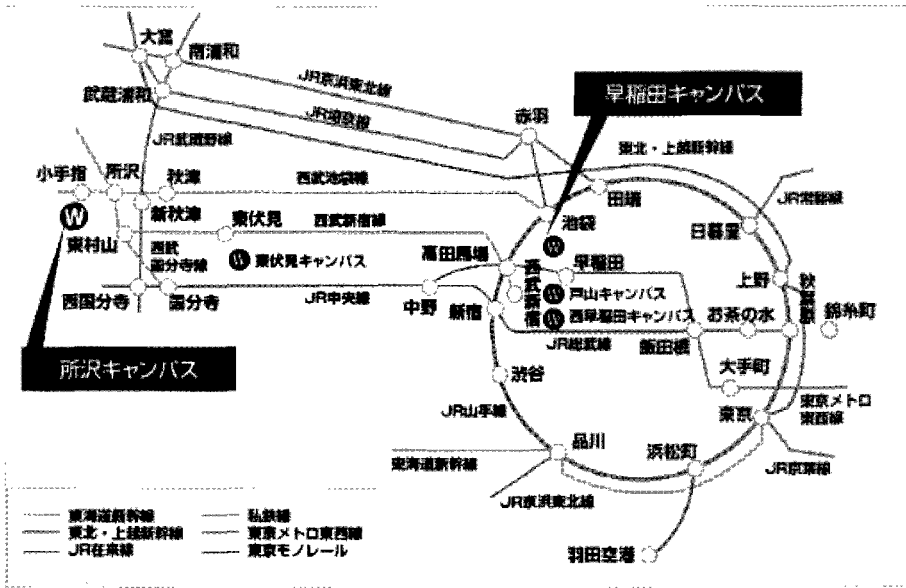 大宮
南浦和
JR京浜東北線
早稲田キャンパス
武蔵浦和
JR埼京線
赤羽
JR武蔵野線
東北・上越新幹線
小手指
所沢
秋津
西武池袋線
田端
JR常磐線
新秋津
池袋
W
東伏見
西武新宿線
日暮里
W
東村山
西武
国分寺線
W 東伏見キャンパス
高田馬場
早稲田
上野
秋葉原
西武新宿
W 戸山キャンパス
西国分寺
国分寺
JR中央線
中野
新宿
W 西早稲田キャンパス
お茶の水
錦糸町
JR総武線
飯田橋
所沢キャンパス
渋谷
大手町
JR山手線
東京
東京メトロ
東西線
品川
浜松町
東海道新幹線
JR京葉線
JR京浜東北線
羽田空港
東海道新幹線
私鉄線
東北・上越新幹線
東京メトロ東西線
JR在来線
東京モノレール